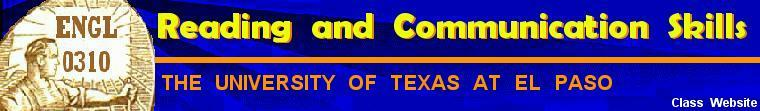 ENGL
0310
Reading and Communication Skills
THE UNIVERSITY OF TEXAS AT EL PASO
Class Website